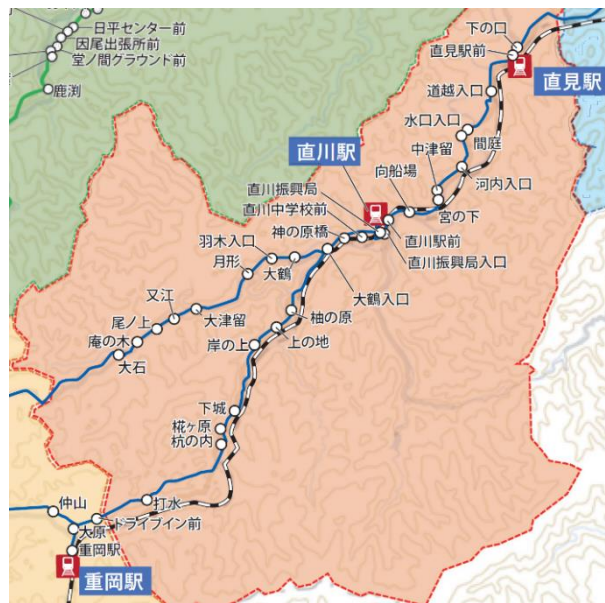 日平センター前
因尾出張所前
堂ノ間グラウンド前
鹿渕
下の口
直見駅前
直見駅
道越入口
水口入口
間庭
中津留
河内入口
宮の下
向船場
直川駅
直川振興局
直川中学校前
神の原橋
直川駅前
直川振興局入口
大鶴入口
羽木入口
大鶴
月形
又江
大津留
尾ノ上
庵の木
大石
柚の原
上の地
岸の上
下城
椛ヶ原
杭の内
打水
ドライブイン前
仲山
大原
重岡駅
重岡駅